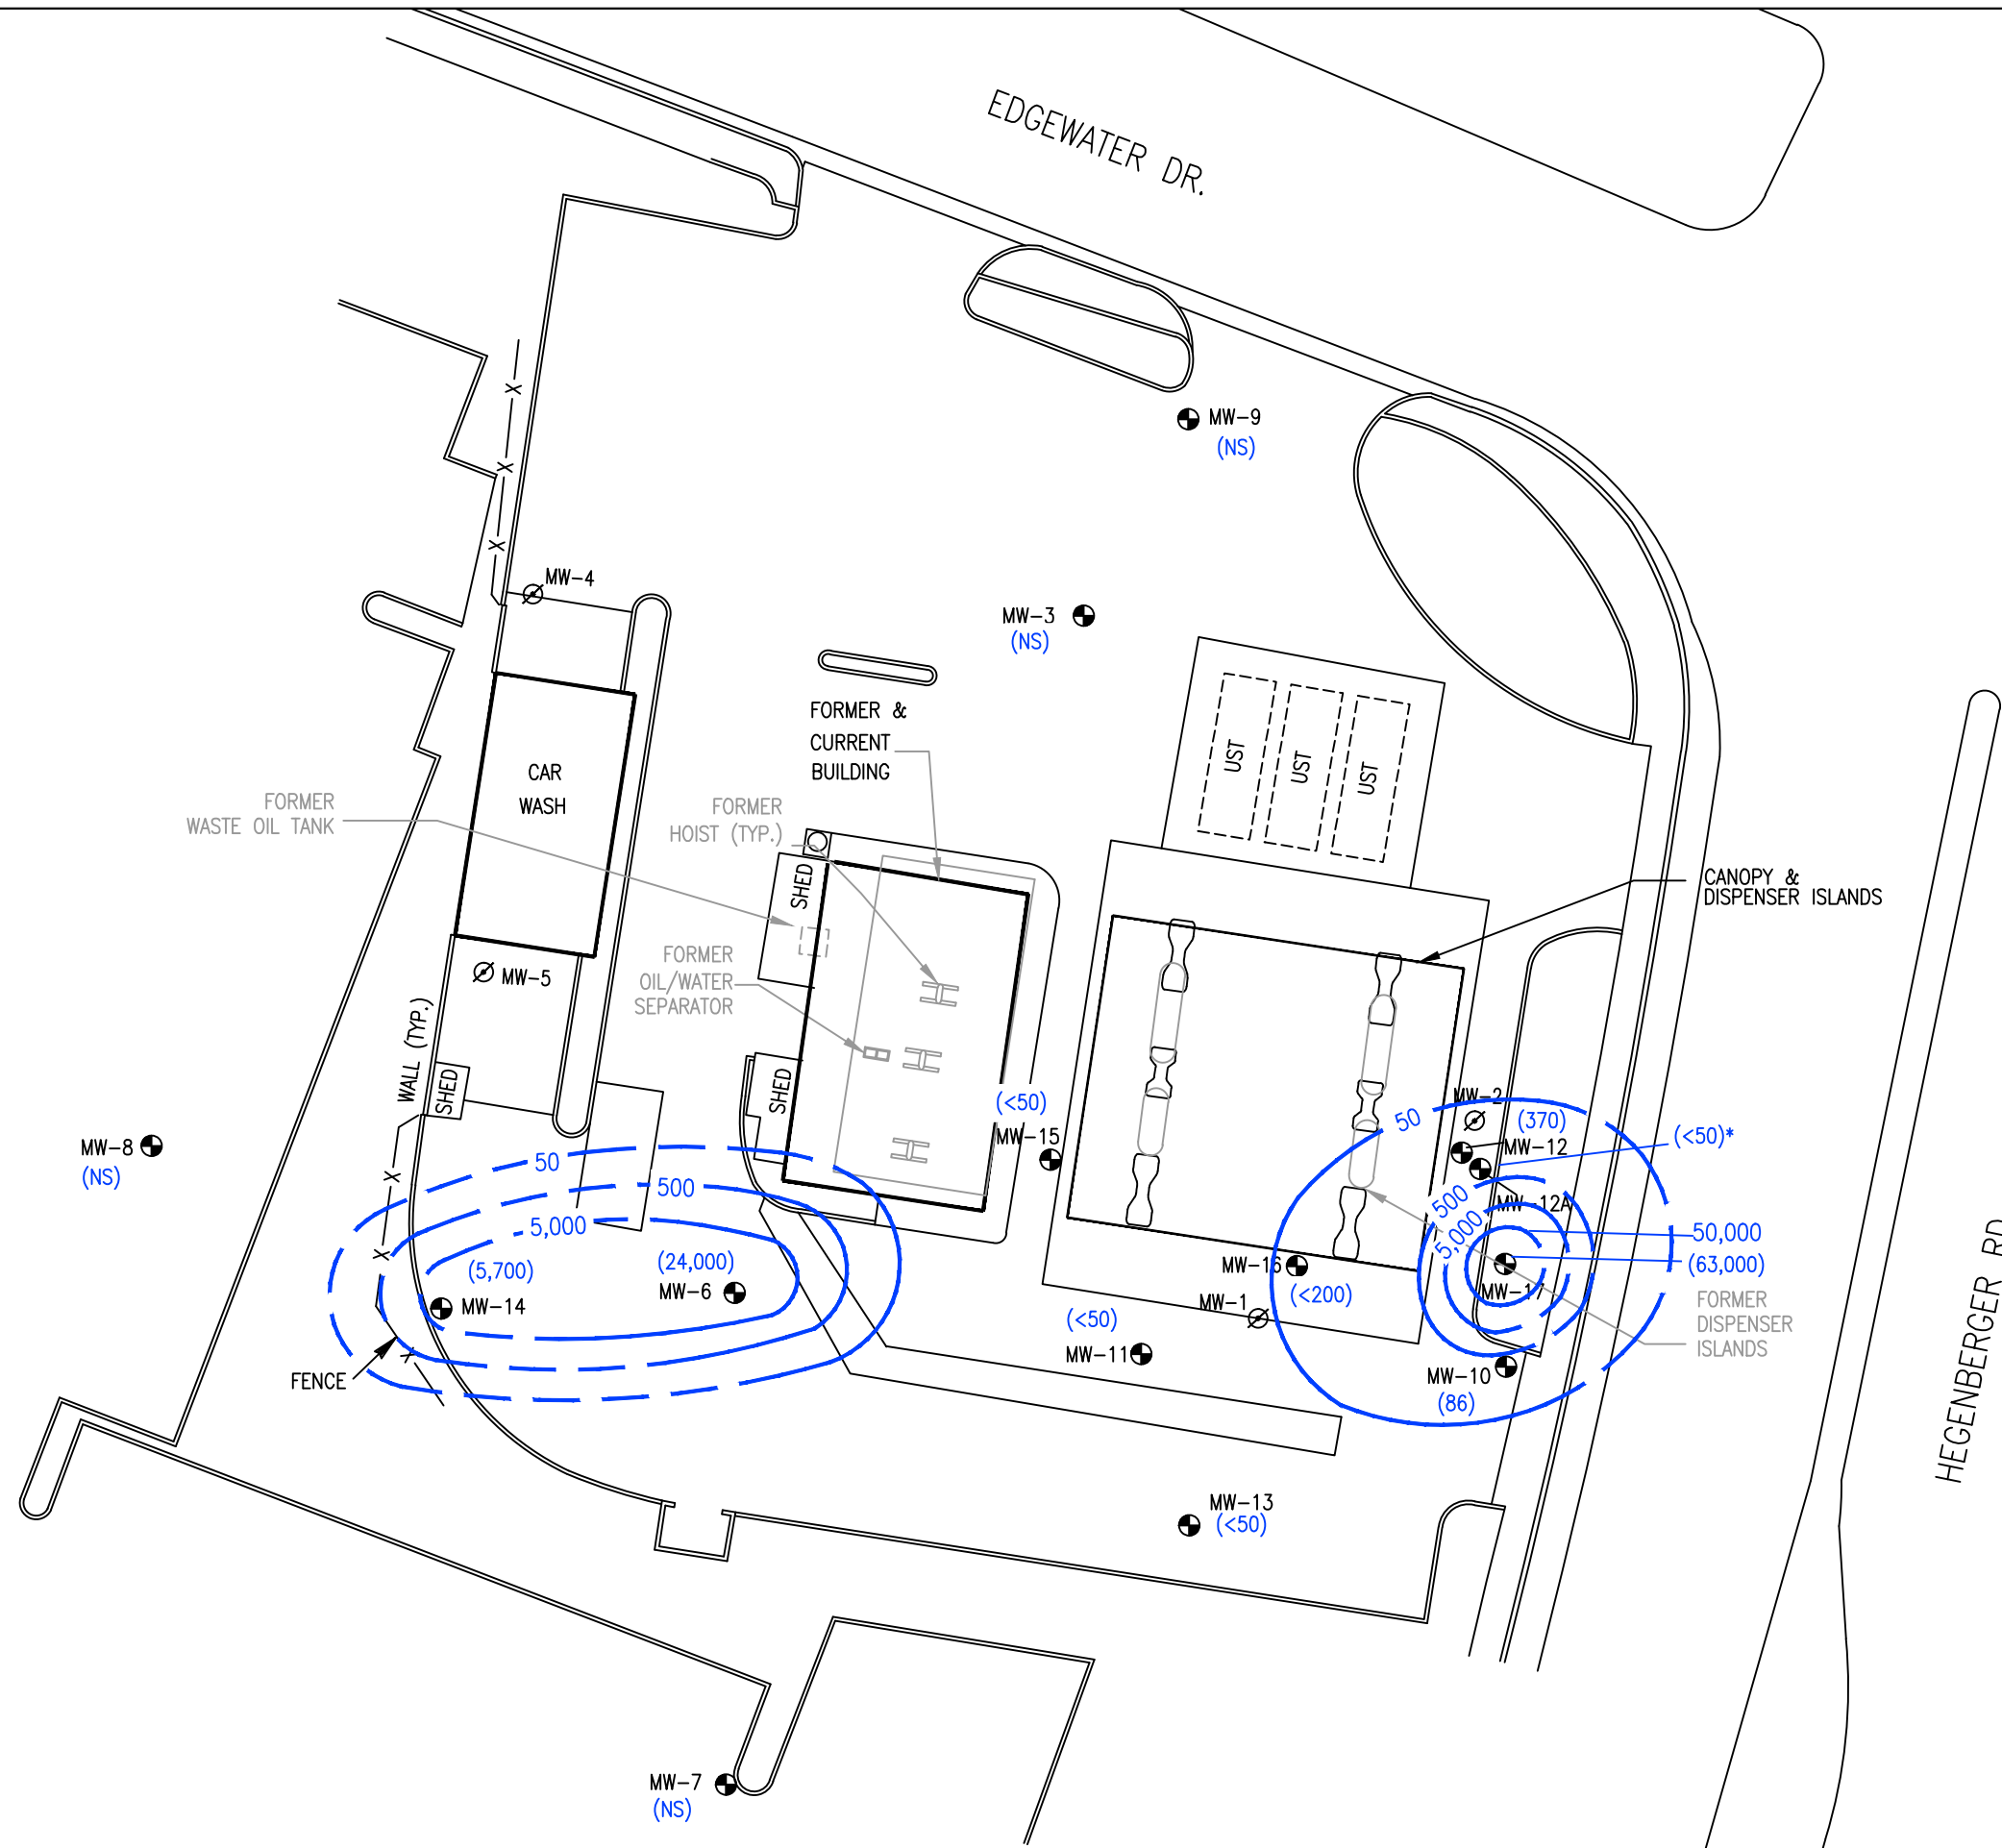 EDGEWATER DR.
MW-9
(NS)
MW-4
MW-3
(NS)
FORMER &
CURRENT
BUILDING
UST
UST
UST
CAR
WASH
FORMER
WASTE OIL TANK
FORMER
HOIST (TYP.)
SHED
CANOPY &
DISPENSER ISLANDS
FORMER
OIL/WATER
SEPARATOR
MW-5
WALL (TYP.)
SHED
SHED
(<50)
MW-15
MW-2
50
(370)
MW-12
(<50)*
MW-12A
MW-8
(NS)
50
500
5,000
(5,700)
(24,000)
MW-6
MW-14
500
5,000
50,000
(63,000)
MW-17
MW-16
(<200)
MW-1
FORMER
DISPENSER
ISLANDS
(<50)
MW-11
MW-10
(86)
FENCE
X
X
X
X
X
X
HEGENBERGER RD
MW-13
(<50)
MW-7
(NS)